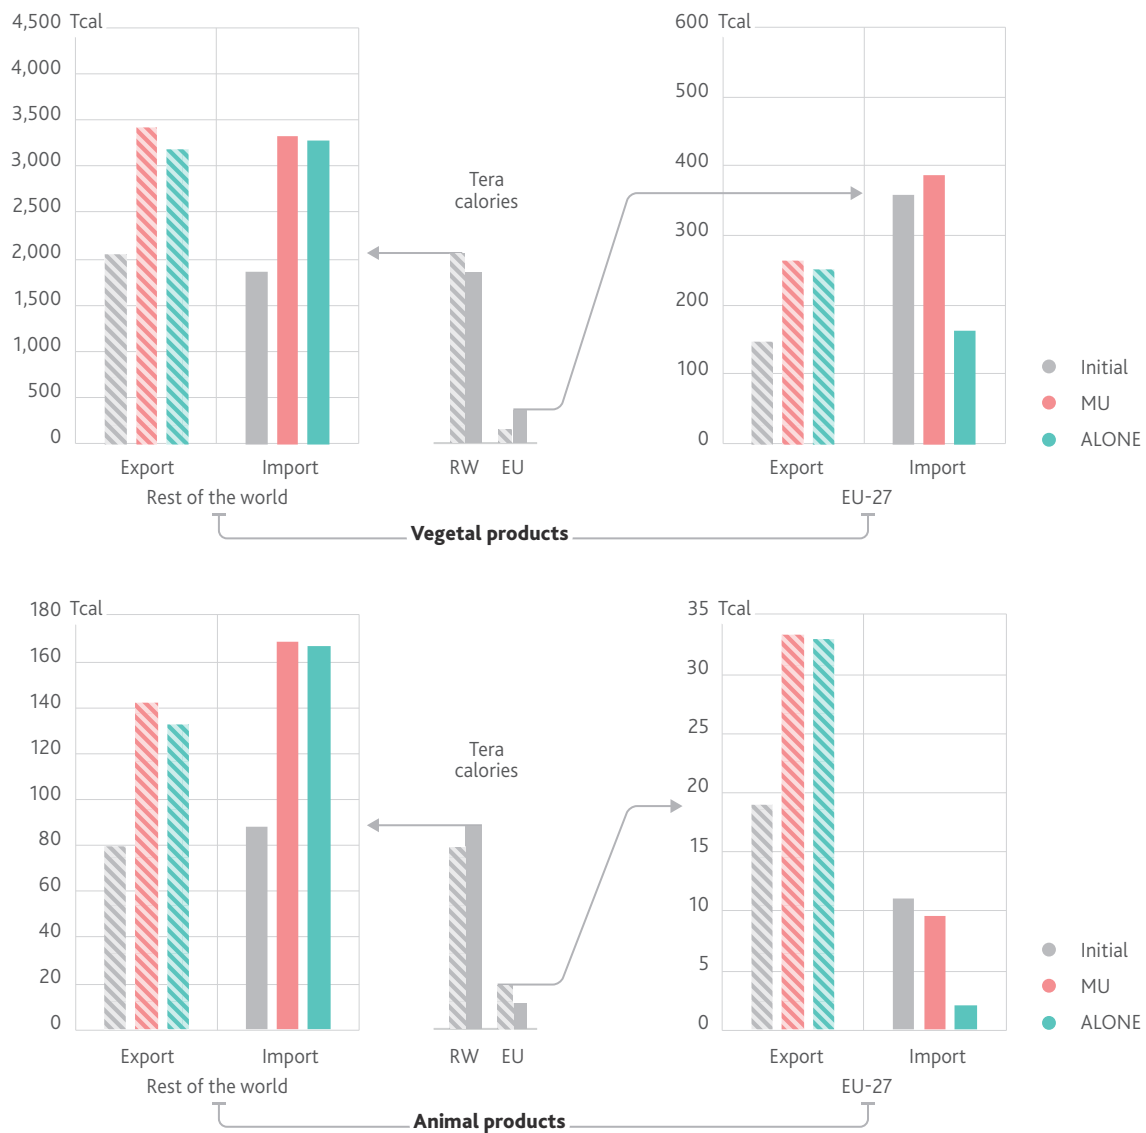 4,500 Tcal
4,000
3,500
3,000
2,500
2,000
1,500
1,000
500
0
Export Import
Rest of the world
Tera
calories
RW EU
600 Tcal
500
400
300
200
100
0
Export Import
EU-27
Initial
MU
ALONE
Vegetal products
180 Tcal
160
140
120
100
80
60
40
20
0
Export Import
Rest of the world
Tera
calories
RW EU
35 Tcal
30
25
20
15
10
5
0
Export Import
EU-27
Initial
MU
ALONE
Animal products